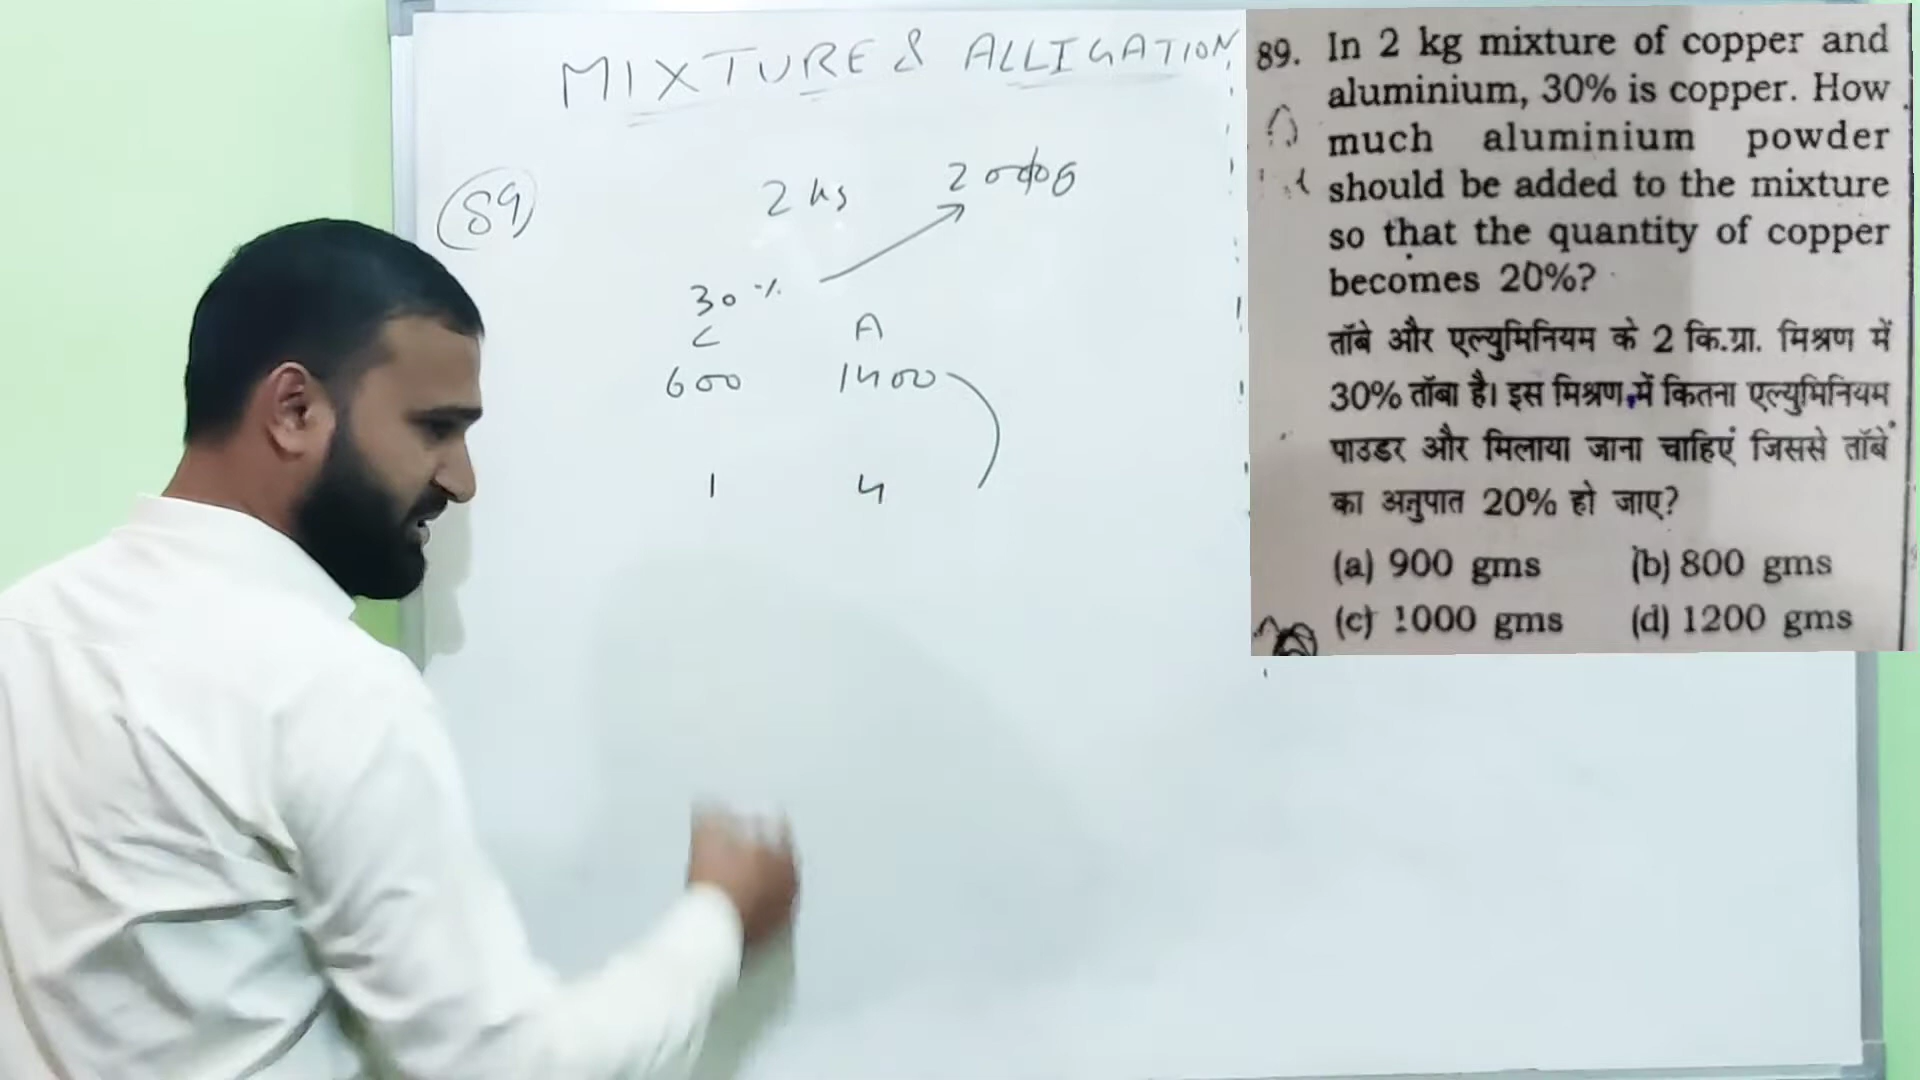 MIXTURE & ALLIGATION
89
2 kg
30%
C A
600 1400
1 4
89. In 2 kg mixture of copper and
aluminium, 30% is copper. How
much aluminium powder
should be added to the mixture
so that the quantity of copper
becomes 20%?
ताँबे और एल्युमिनियम के 2 कि.ग्रा. मिश्रण में
30% ताँबा है। इस मिश्रण में कितना एल्युमिनियम
पाउडर और मिलाया जाना चाहिएं जिससे ताँबे
का अनुपात 20% हो जाए?
(a) 900 gms (b) 800 gms
(c) 1000 gms (d) 1200 gms